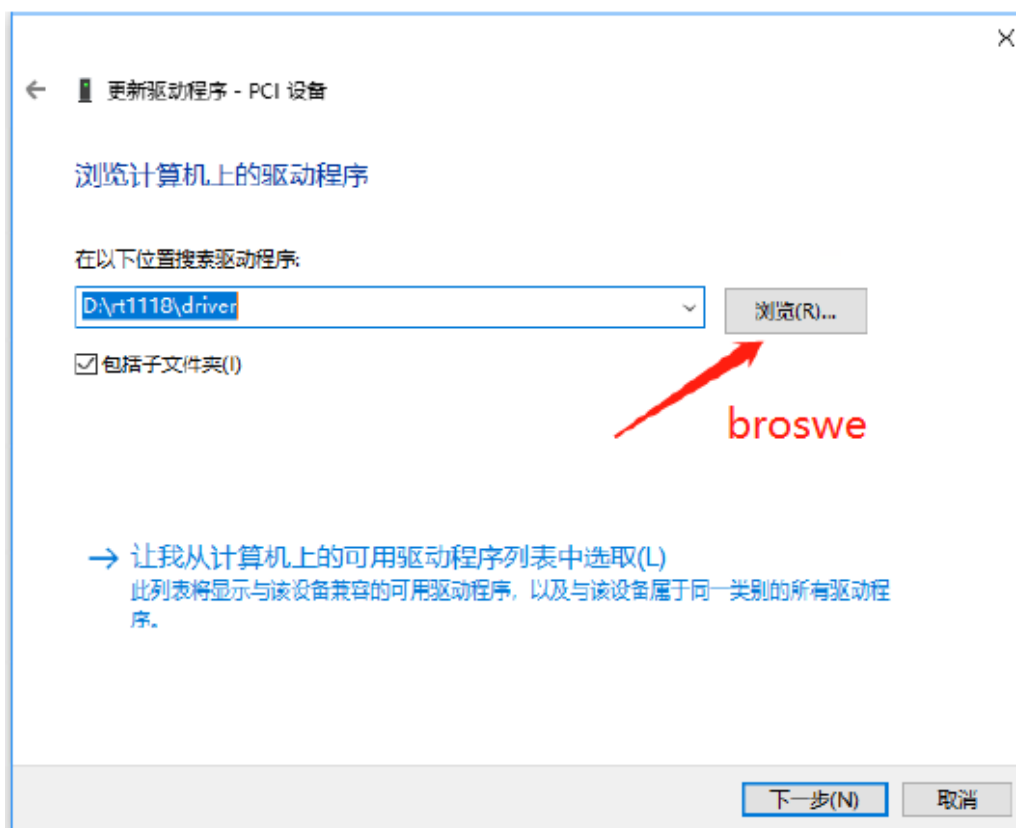 更新驱动程序 - PCI 设备
浏览计算机上的驱动程序
在以下位置搜索驱动程序:
D:\rt1118\driver
浏览(R)...
包括子文件夹(I)
broswe
→ 让我从计算机上的可用驱动程序列表中选取(L)
此列表将显示与该设备兼容的可用驱动程序，以及与该设备属于同一类别的所有驱动程
序。
下一步(N)
取消